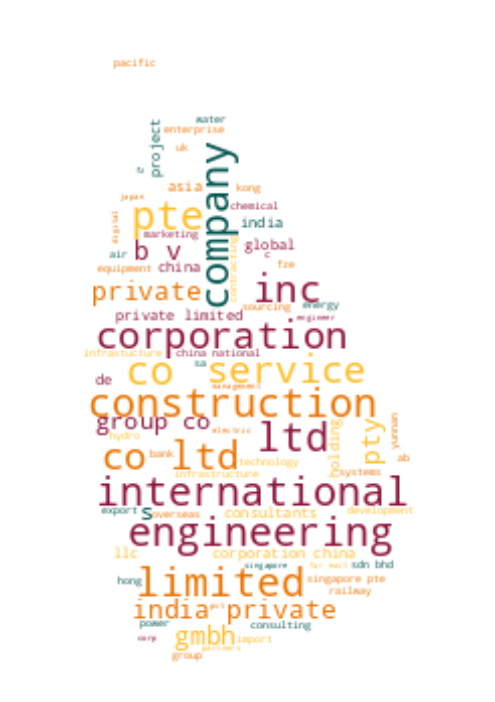 pacific
water
project
enterprise
uk
company
c
asia
kong
japan
chemical
pte
india
digital
marketing
b v
global
air
contracting
c
equipment
china
fze
private
inc
sourcing
energy
private limited
engineer
corporation
infrastucture
china national
sa
co
service
de
management
construction
group co
electric
ltd
holding
pty
yunnan
hydro
co ltd
bank
technology
ab
infrastructure
systems
international
export
s
overseas
consultants
development
engineering
llc
corporation china
singapore
far east
sdn bhd
hong
limited
singapore pte
railway
india
pvt
private
power
consulting
corp
gmbh
import
partners
group